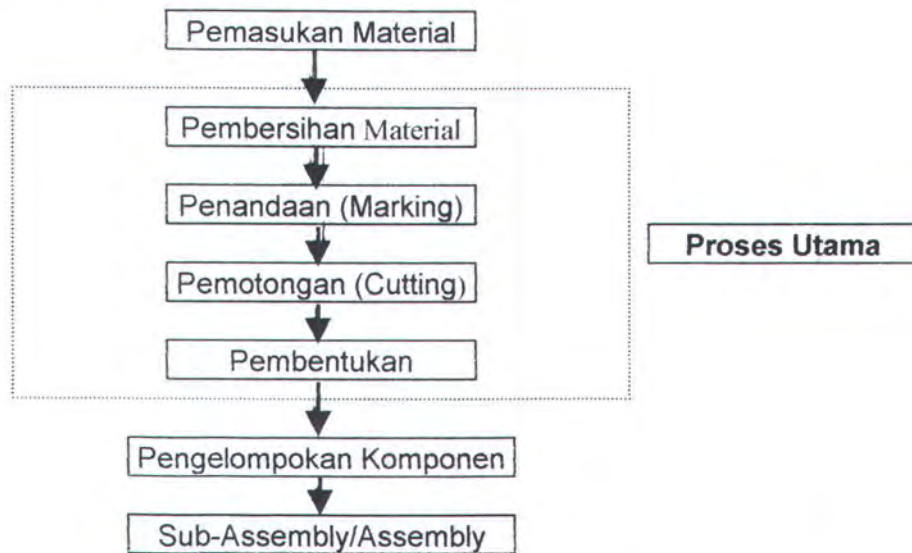 Pemasukan Material
Pembersihan Material
Penandaan (Marking)
Pemotongan (Cutting)
Pembentukan
Proses Utama
Pengelompokan Komponen
Sub-Assembly/Assembly